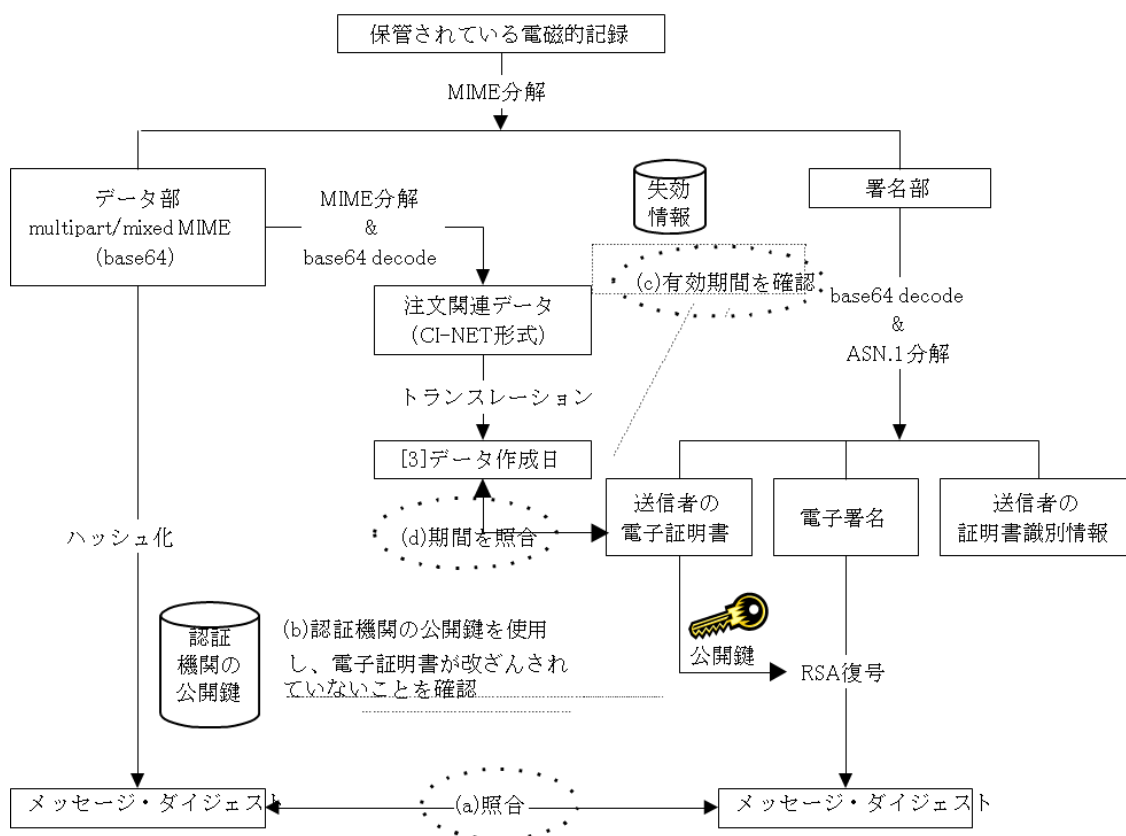 保管されている電磁的記録
MIME分解
データ部
multipart/mixed MIME
(base64)
MIME分解
&
base64 decode
失効
情報
署名部
(c)有効期間を確認
注文関連データ
(CI-NET形式)
base64 decode
&
ASN.1分解
トランスレーション
[3]データ作成日
送信者の
電子証明書
電子署名
送信者の
証明書識別情報
(d)期間を照合
ハッシュ化
認証
機関の
公開鍵
(b)認証機関の公開鍵を使用
し、電子証明書が改ざんされ
ていないことを確認
公開鍵
RSA復号
メッセージ・ダイジェスト
(a)照合
メッセージ・ダイジェスト